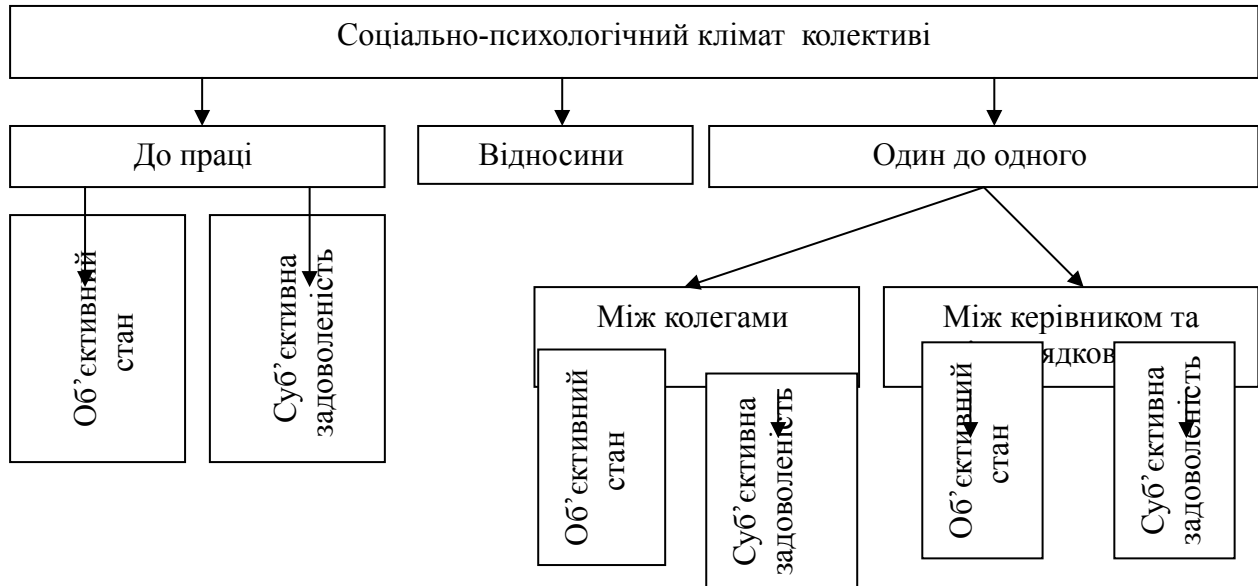 Соціально-психологічний клімат колективі
До праці
Відносини
Один до одного
Об’єктивний
стан
Суб’єктивна
задоволеність
Між колегами
Між керівником та
Об’єктивний
стан
Суб’єктивна
задоволеність
Об’єктивний
стан
Суб’єктивна
задоволеність